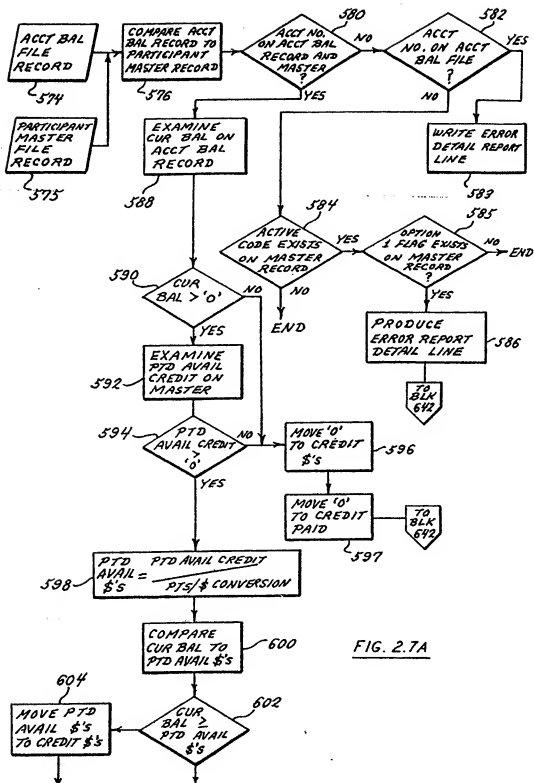 ACCT BAL
FILE
RECORD
574
COMPARE ACCT
BAL RECORD TO
PARTICIPANT
MASTER RECORD
576
580
ACCT NO.
ON ACCT BAL
RECORD AND
MASTER
?
NO
YES
582
ACCT
NO. ON ACCT
BAL FILE
?
YES
NO
PARTICIPANT
MASTER
FILE
RECORD
575
EXAMINE
CUR BAL ON
ACCT BAL
RECORD
588
WRITE ERROR
DETAIL REPORT
LINE
583
584
ACTIVE
CODE EXISTS
ON MASTER
RECORD
YES
NO
END
585
OPTION
1 FLAG EXISTS
ON MASTER
RECORD
?
NO
END
YES
590
CUR
BAL > '0'
NO
YES
PRODUCE
ERROR REPORT
DETAIL LINE
586
TO
BLK
642
EXAMINE
PTD AVAIL
CREDIT ON
MASTER
592
594
PTD
AVAIL CREDIT
>
'0'
NO
YES
MOVE '0'
TO CREDIT
$'S
596
MOVE '0'
TO CREDIT
PAID
597
TO
BLK
642
PTD
AVAIL
$'S
=
PTD AVAIL CREDIT
PTS/$ CONVERSION
598
COMPARE
CUR BAL TO
PTD AVAIL $'S
600
FIG. 2.7A
604
MOVE PTD
AVAIL $'S
TO CREDIT $'S
602
CUR
BAL ≥
PTD AVAIL
$'S